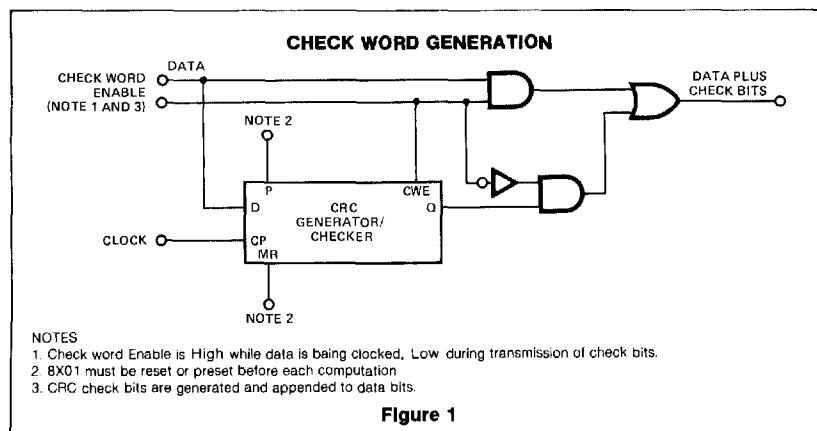 CHECK WORD GENERATION
DATA
CHECK WORD
ENABLE
(NOTE 1 AND 3)
DATA PLUS
CHECK BITS
NOTE 2
P
CWE
D
CRC
GENERATOR/
CHECKER
Q
CLOCK
CP
MR
NOTE 2
NOTES
1. Check word Enable is High while data is being clocked, Low during transmission of check bits.
2. 8X01 must be reset or preset before each computation
3. CRC check bits are generated and appended to data bits.
Figure 1